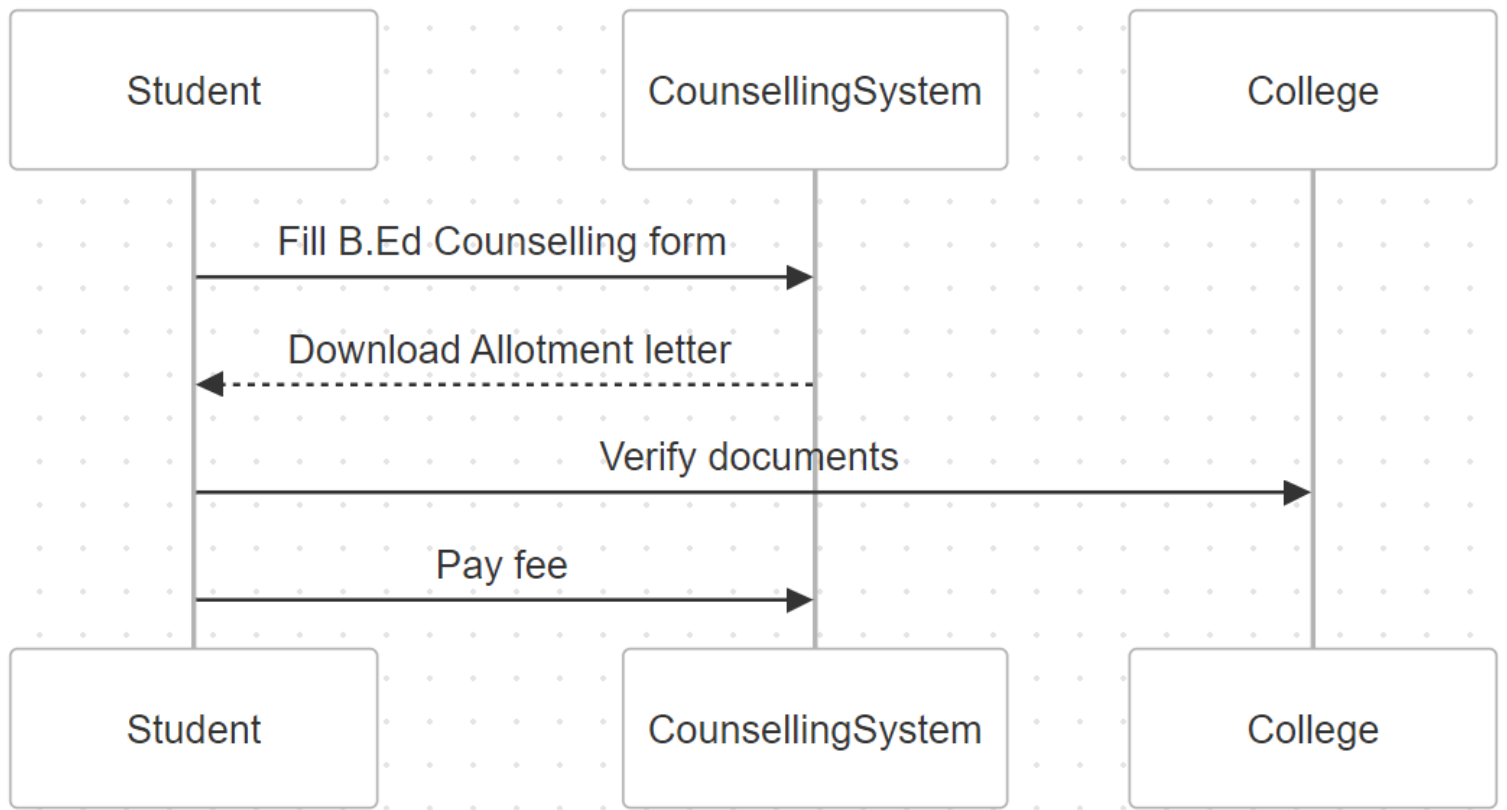 Student
CounsellingSystem
College
Fill B.Ed Counselling form
Download Allotment letter
Verify documents
Pay fee
Student
CounsellingSystem
College